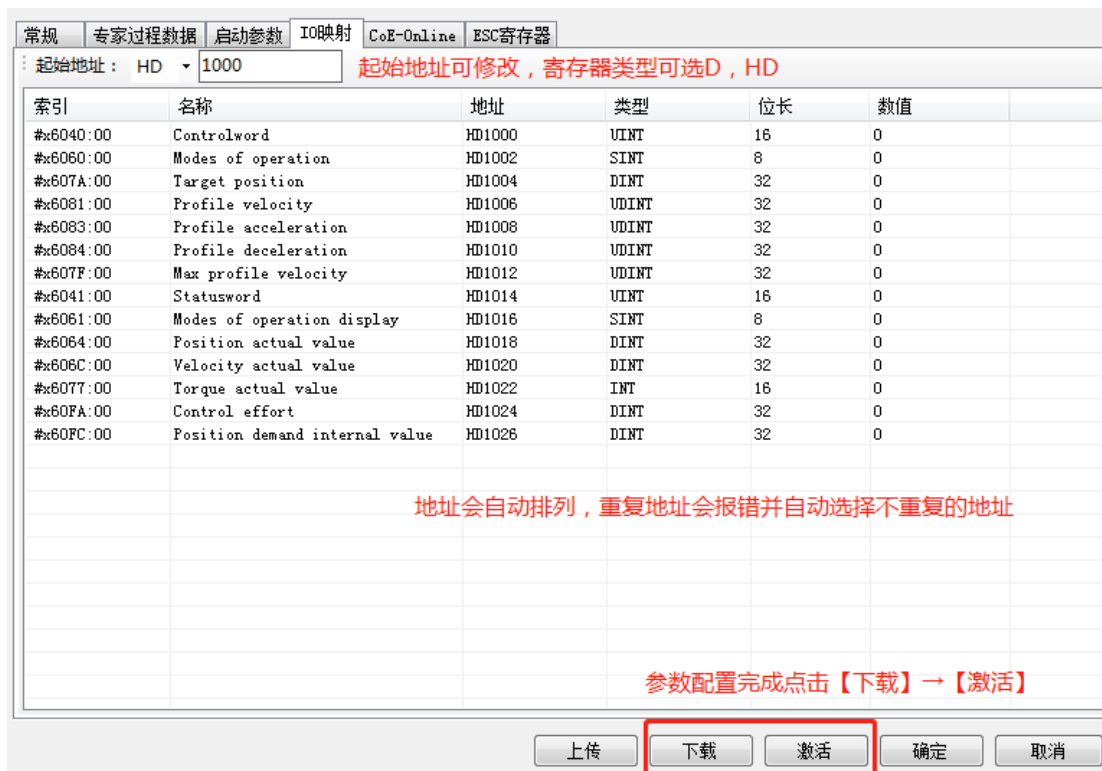 常规 专家过程数据 启动参数 IO映射 CoE-Online ESC寄存器
起始地址： HD 1000 起始地址可修改，寄存器类型可选D，HD
索引 名称 地址 类型 位长 数值
#x6040:00 Controlword HD1000 UINT 16 0
#x6060:00 Modes of operation HD1002 SINT 8 0
#x607A:00 Target position HD1004 DINT 32 0
#x6081:00 Profile velocity HD1006 UDINT 32 0
#x6083:00 Profile acceleration HD1008 UDINT 32 0
#x6084:00 Profile deceleration HD1010 UDINT 32 0
#x607F:00 Max profile velocity HD1012 UDINT 32 0
#x6041:00 Statusword HD1014 UINT 16 0
#x6061:00 Modes of operation display HD1016 SINT 8 0
#x6064:00 Position actual value HD1018 DINT 32 0
#x606C:00 Velocity actual value HD1020 DINT 32 0
#x6077:00 Torque actual value HD1022 INT 16 0
#x60FA:00 Control effort HD1024 DINT 32 0
#x60FC:00 Position demand internal value HD1026 DINT 32 0
地址会自动排列，重复地址会报错并自动选择不重复的地址
参数配置完成点击【下载】→【激活】
上传 下载 激活 确定 取消